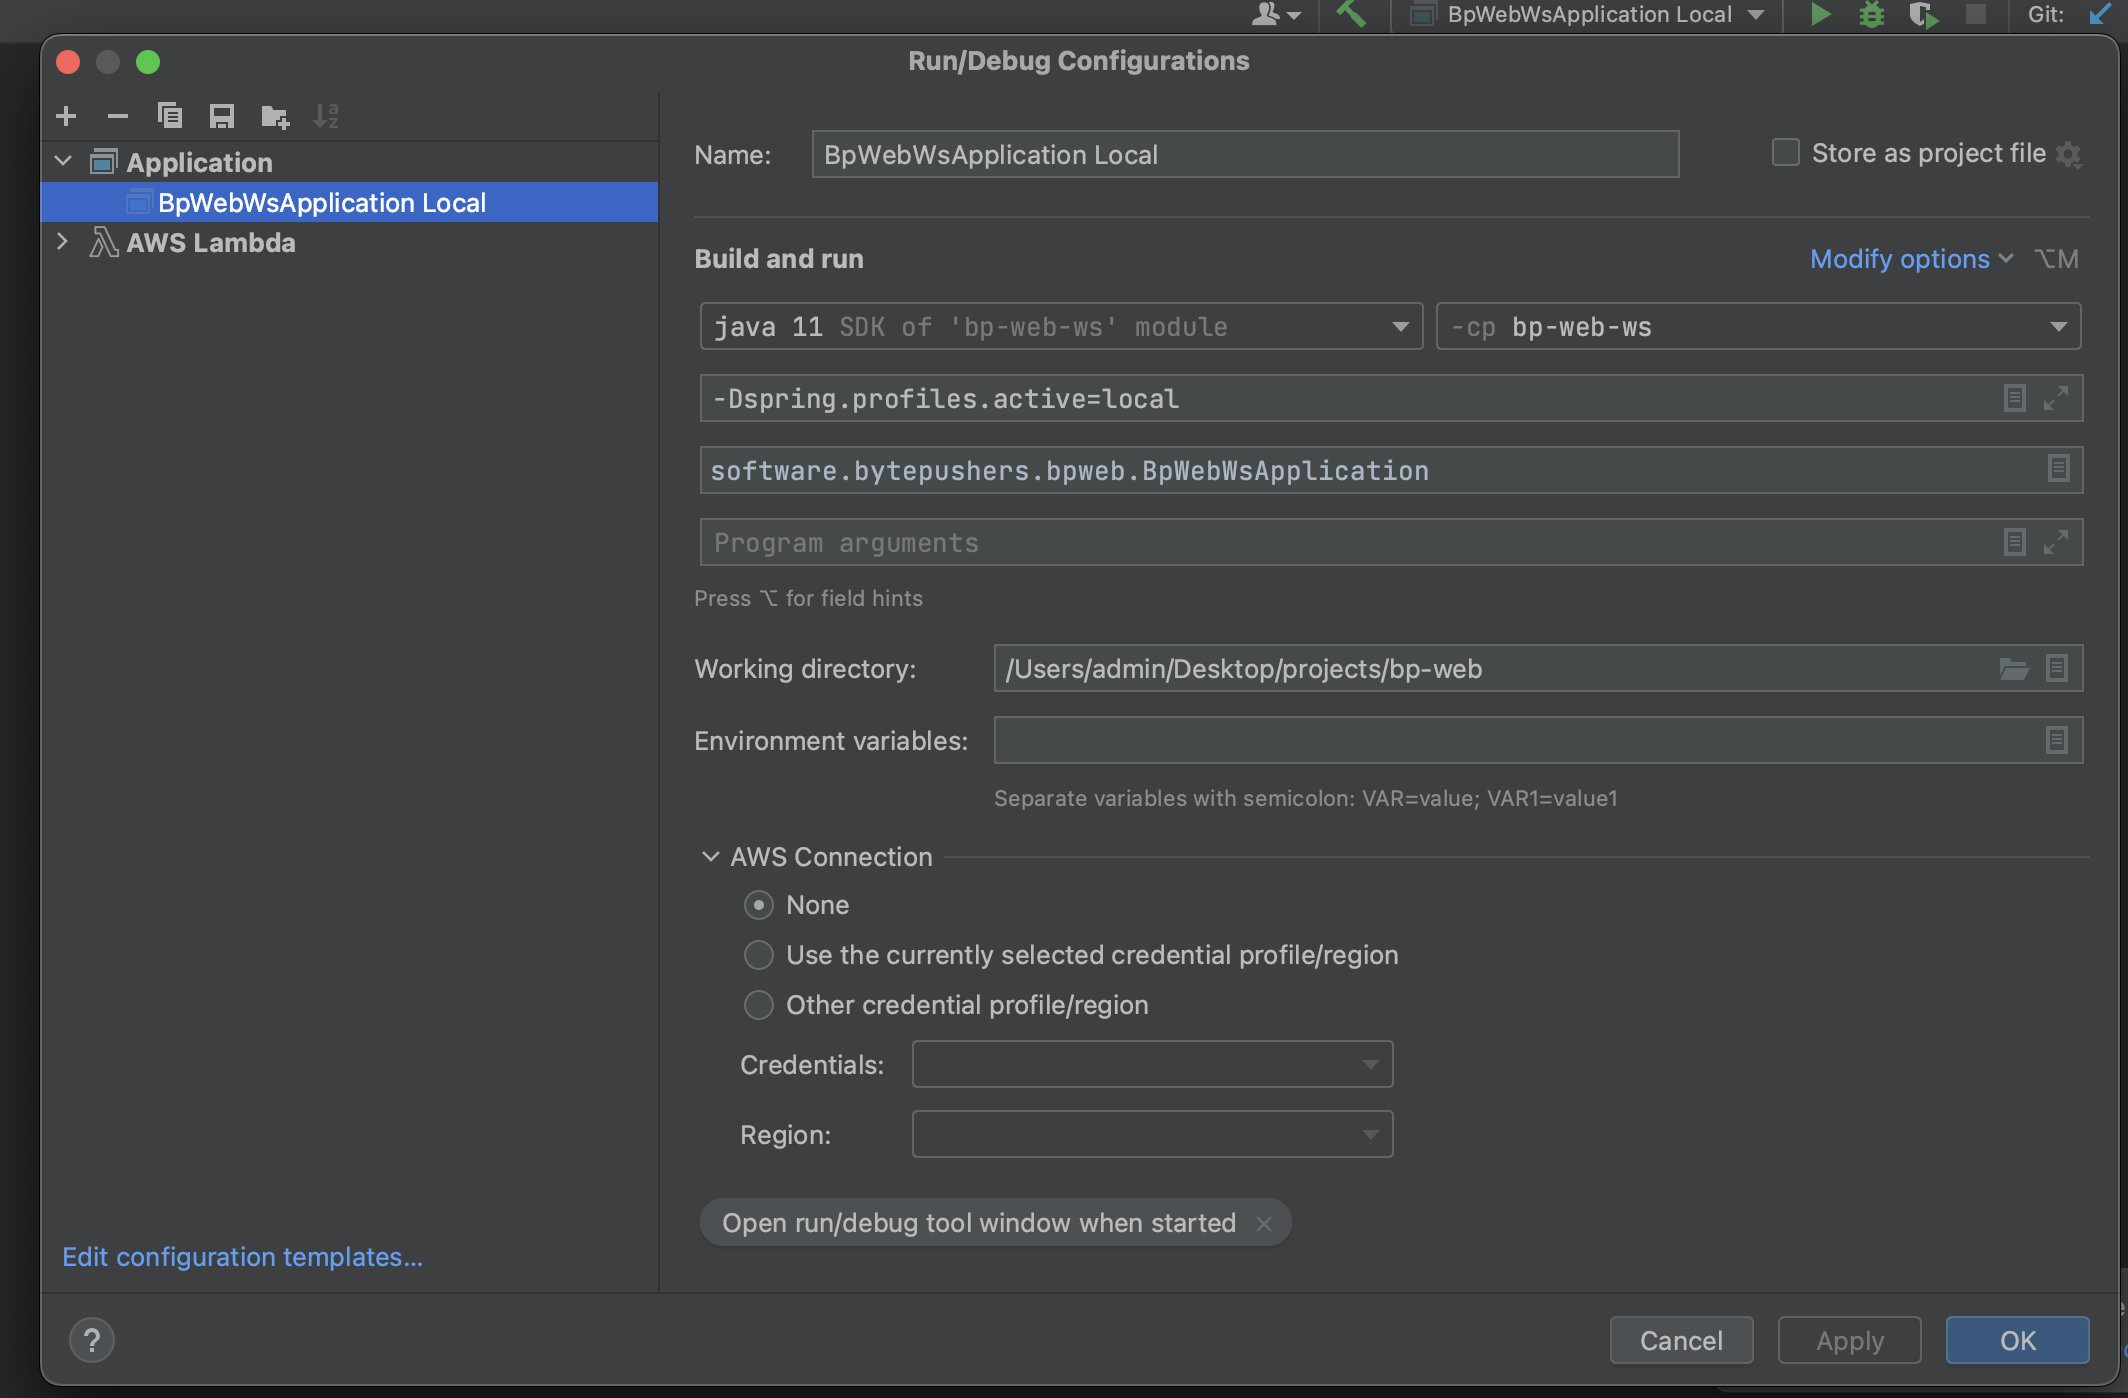 BpWebWsApplication Local
Git:
Run/Debug Configurations
Application
BpWebWsApplication Local
AWS Lambda
Edit configuration templates...
Name:
BpWebWsApplication Local
Store as project file
Build and run
Modify options
⌥M
java 11 SDK of 'bp-web-ws' module
-cp bp-web-ws
-Dspring.profiles.active=local
software.bytepushers.bpweb.BpWebWsApplication
Program arguments
Press ⌥ for field hints
Working directory:
/Users/admin/Desktop/projects/bp-web
Environment variables:
Separate variables with semicolon: VAR=value; VAR1=value1
AWS Connection
None
Use the currently selected credential profile/region
Other credential profile/region
Credentials:
Region:
Open run/debug tool window when started
?
Cancel
Apply
OK